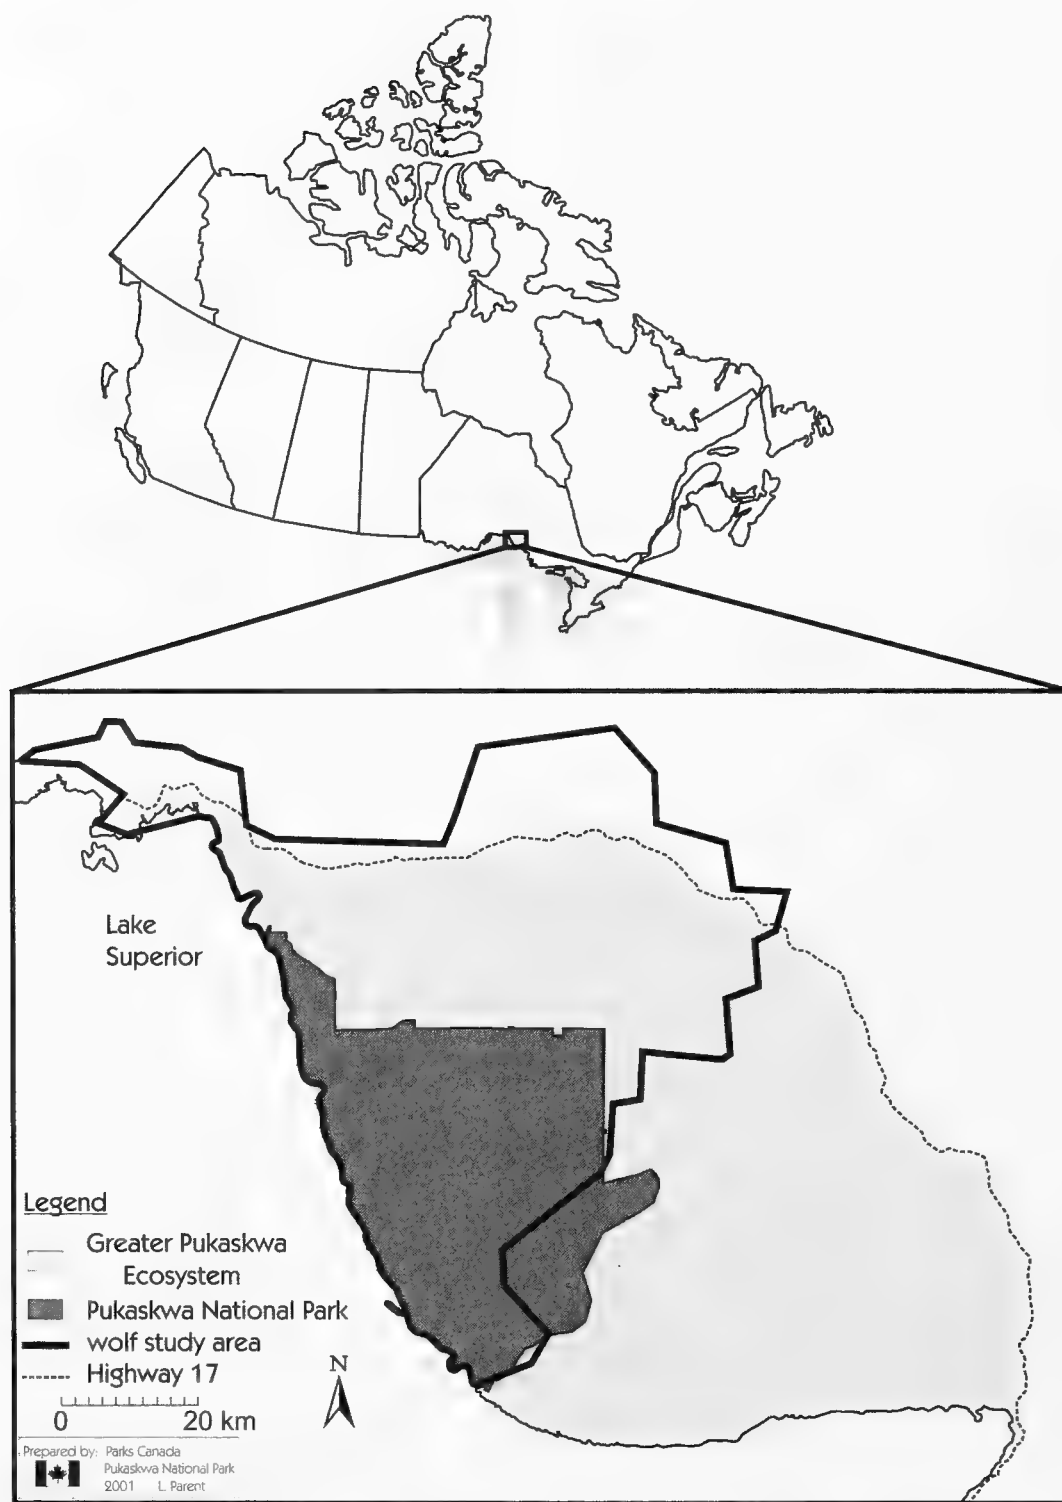 Lake
Superior
Legend
Greater Pukaskwa
Ecosystem
Pukaskwa National Park
wolf study area
Highway 17
N
0 20 km
Prepared by: Parks Canada
Pukaskwa National Park
2001 L. Parent